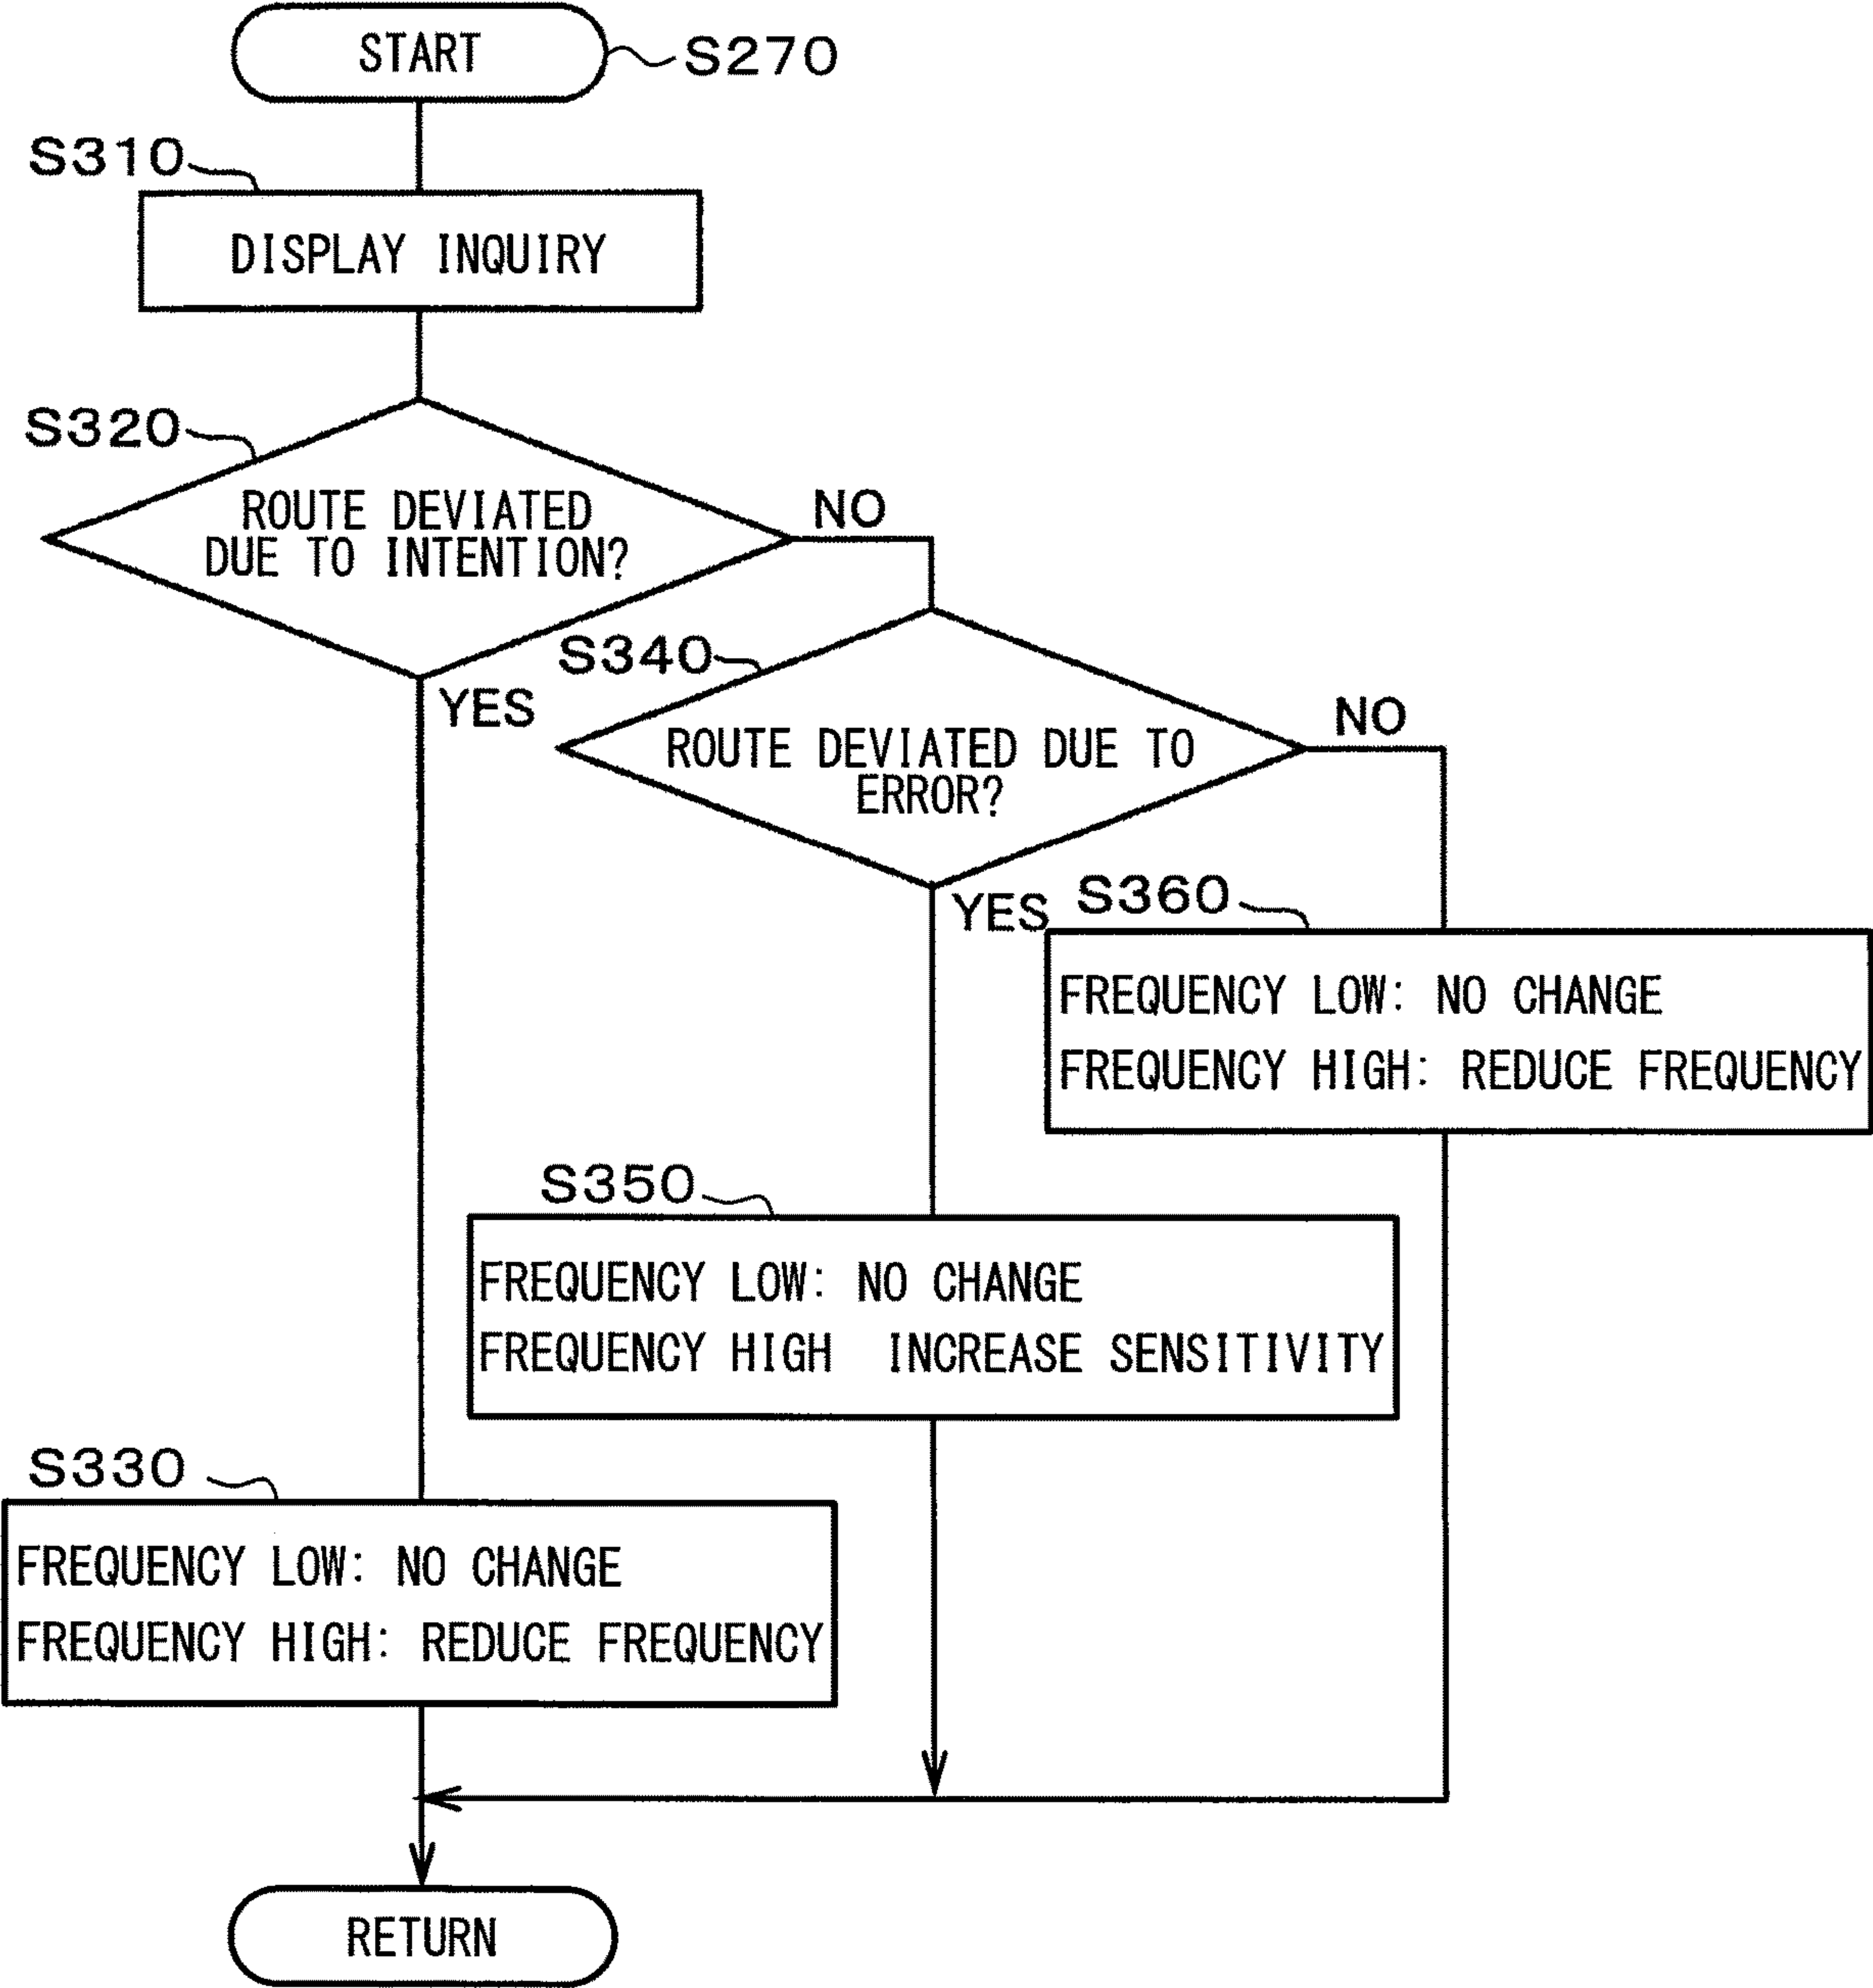 START
S270
S310
DISPLAY INQUIRY
S320
ROUTE DEVIATED
DUE TO INTENTION?
NO
YES
S340
ROUTE DEVIATED DUE TO
ERROR?
NO
YES
S360
FREQUENCY LOW: NO CHANGE
FREQUENCY HIGH: REDUCE FREQUENCY
S350
FREQUENCY LOW: NO CHANGE
FREQUENCY HIGH INCREASE SENSITIVITY
S330
FREQUENCY LOW: NO CHANGE
FREQUENCY HIGH: REDUCE FREQUENCY
RETURN